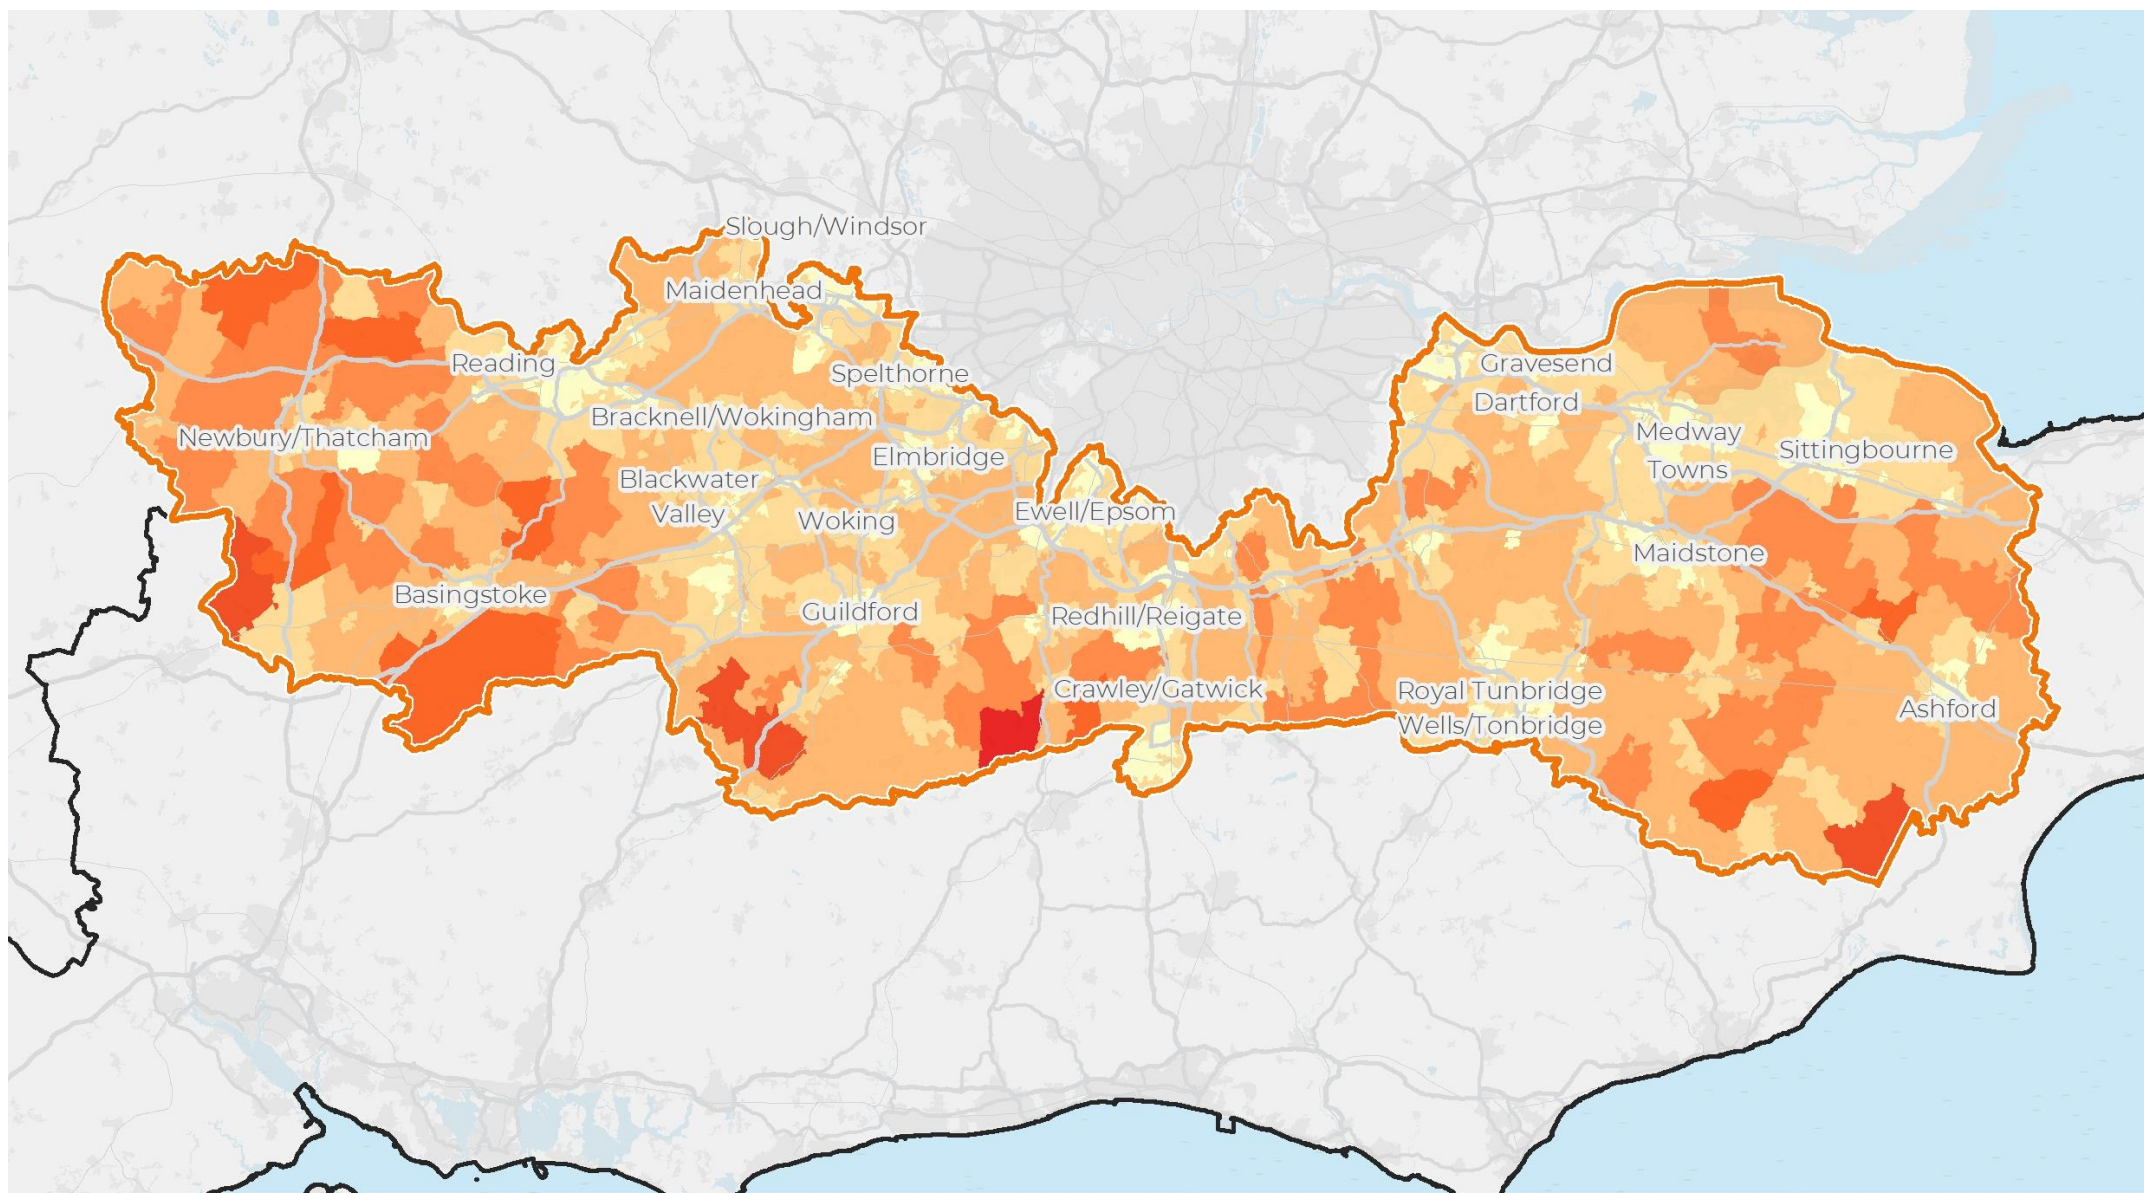 Slough/Windsor
Maidenhead
Reading
Spelthorne
Gravesend
Dartford
Bracknell/Wokingham
Newbury/Thatcham
Medway
Towns
Sittingbourne
Elmbridge
Blackwater
Valley
Woking
Ewell/Epsom
Maidstone
Basingstoke
Guildford
Redhill/Reigate
Crawley/Gatwick
Royal Tunbridge
Wells/Tonbridge
Ashford